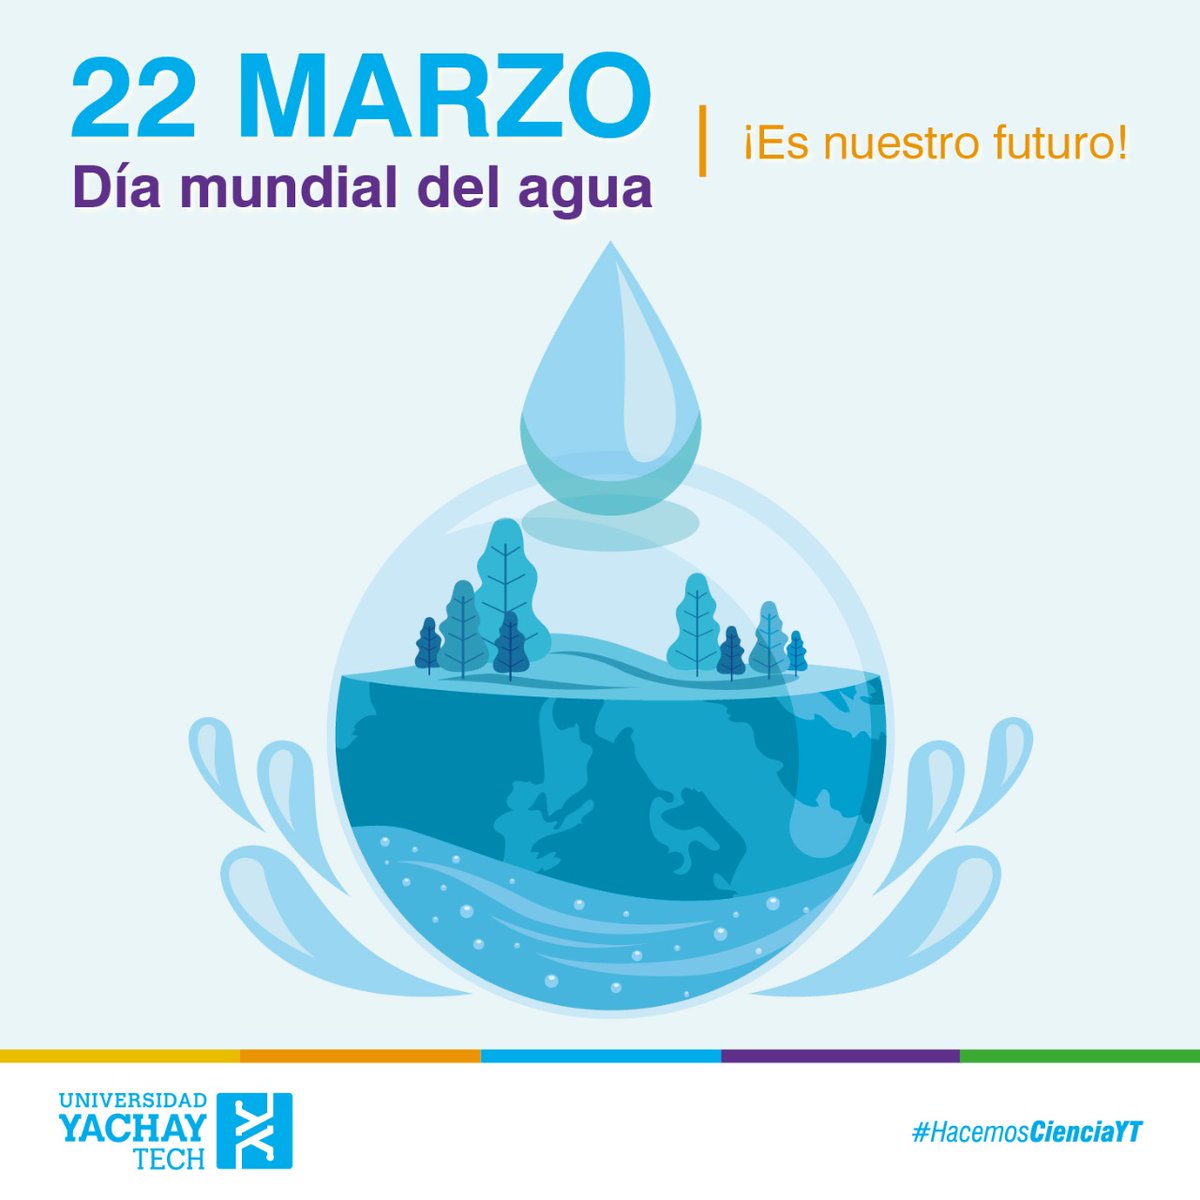 22 MARZO
Día mundial del agua
¡Es nuestro futuro!
UNIVERSIDAD
YACHAY
TECH
#HacemosCienciaYT